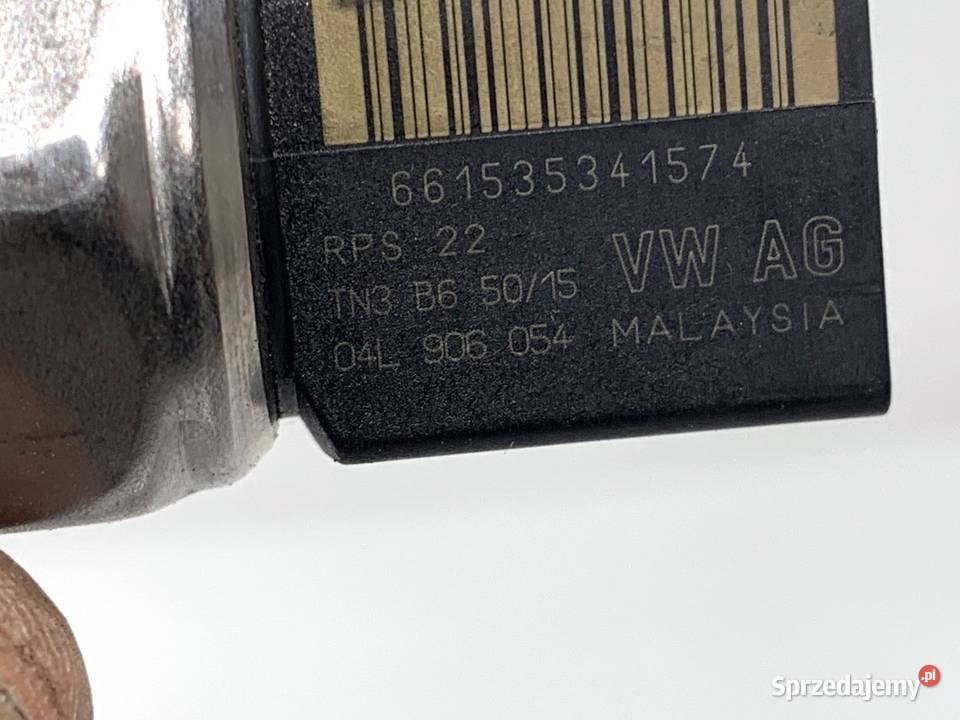 661535341574
RPS 22
VW AG
TN3 B6 50/15
04L 906 054
MALAYSIA
Sprzedajemy.pl